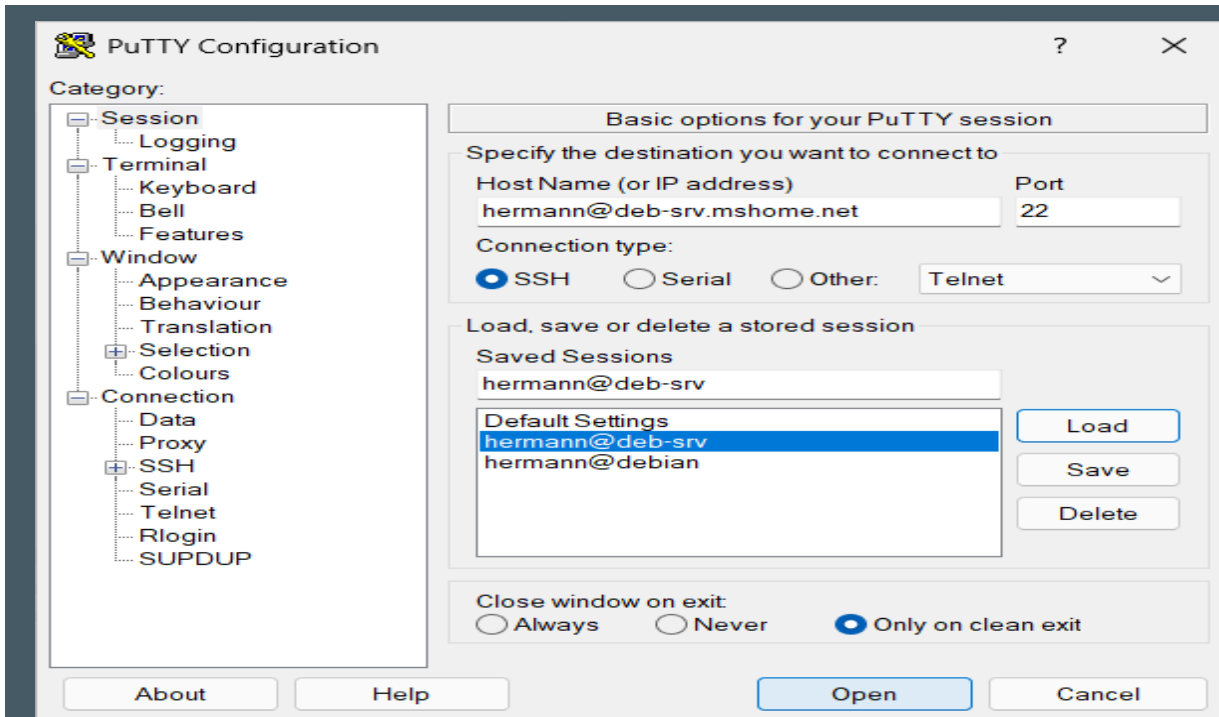 PuTTY Configuration
?
Category:
Session
Logging
Terminal
Keyboard
Bell
Features
Window
Appearance
Behaviour
Translation
Selection
Colours
Connection
Data
Proxy
SSH
Serial
Telnet
Rlogin
SUPDUP
Basic options for your PuTTY session
Specify the destination you want to connect to
Host Name (or IP address) Port
hermann@deb-srv.mshome.net 22
Connection type:
SSH Serial Other: Telnet
Load, save or delete a stored session
Saved Sessions
hermann@deb-srv
Default Settings
hermann@deb-srv
hermann@debian
Load
Save
Delete
Close window on exit:
Always Never Only on clean exit
About Help Open Cancel